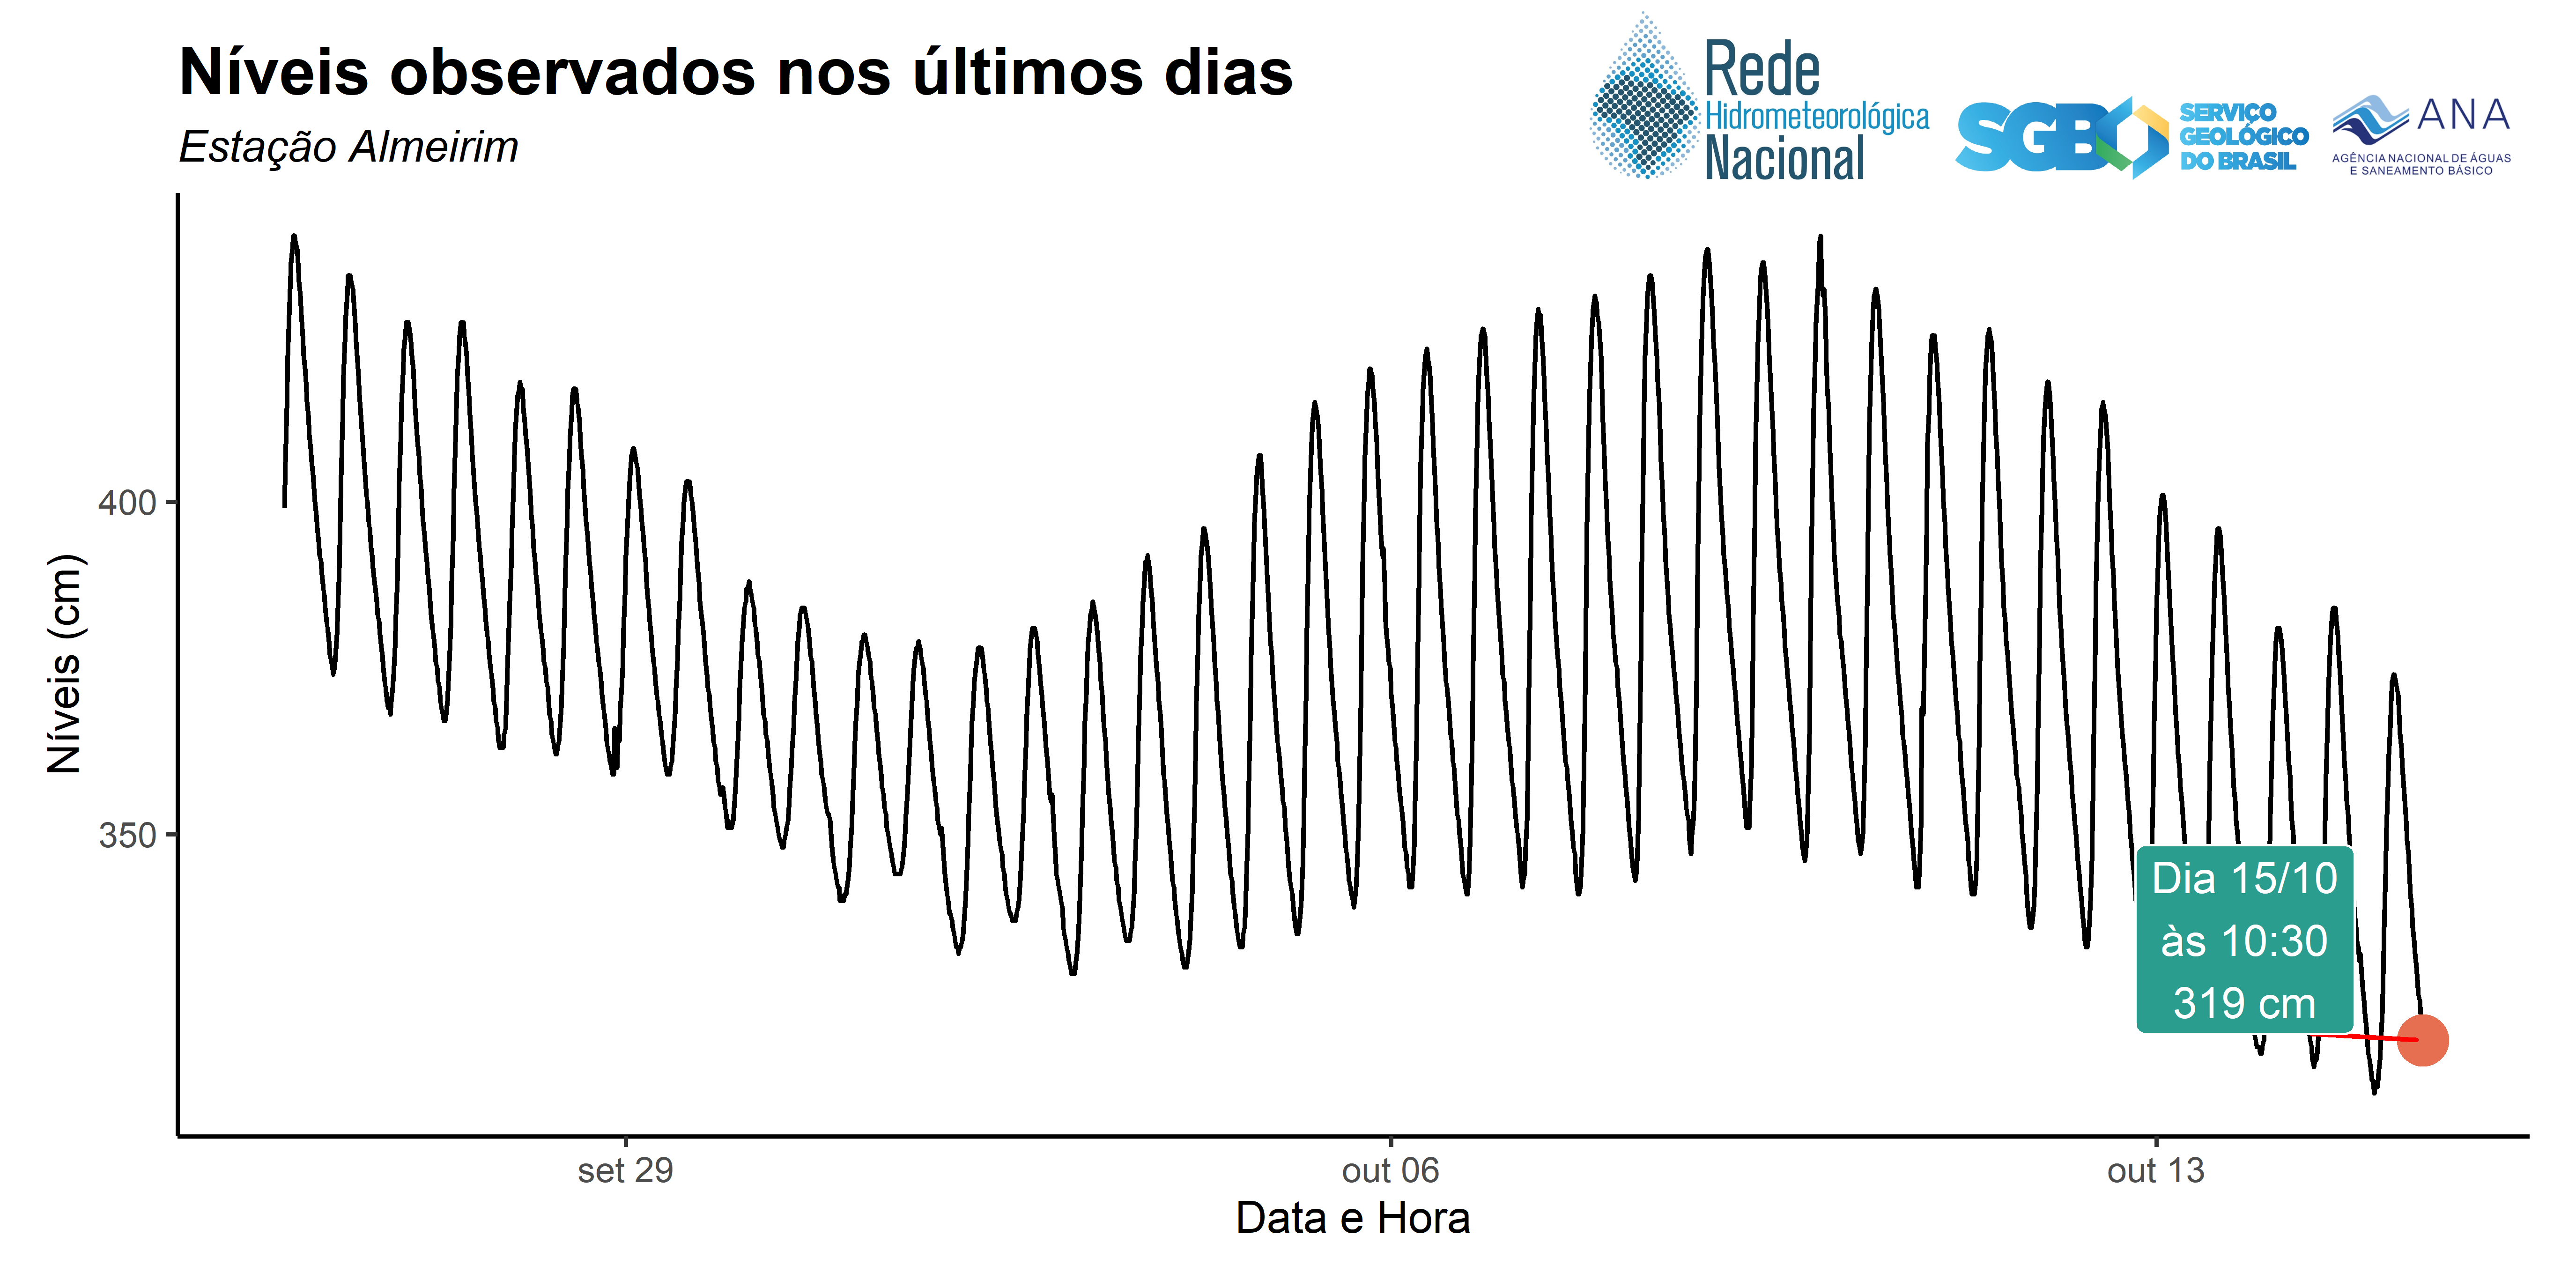 Níveis observados nos últimos dias
Estação Almeirim
Rede
Hidrometeorológica
Nacional
SGB
SERVIÇO
GEOLÓGICO
DO BRASIL
ANA
AGÊNCIA NACIONAL DE ÁGUAS
E SANEAMENTO BÁSICO
Níveis (cm)
400
350
Dia 15/10
às 10:30
319 cm
set 29
out 06
out 13
Data e Hora